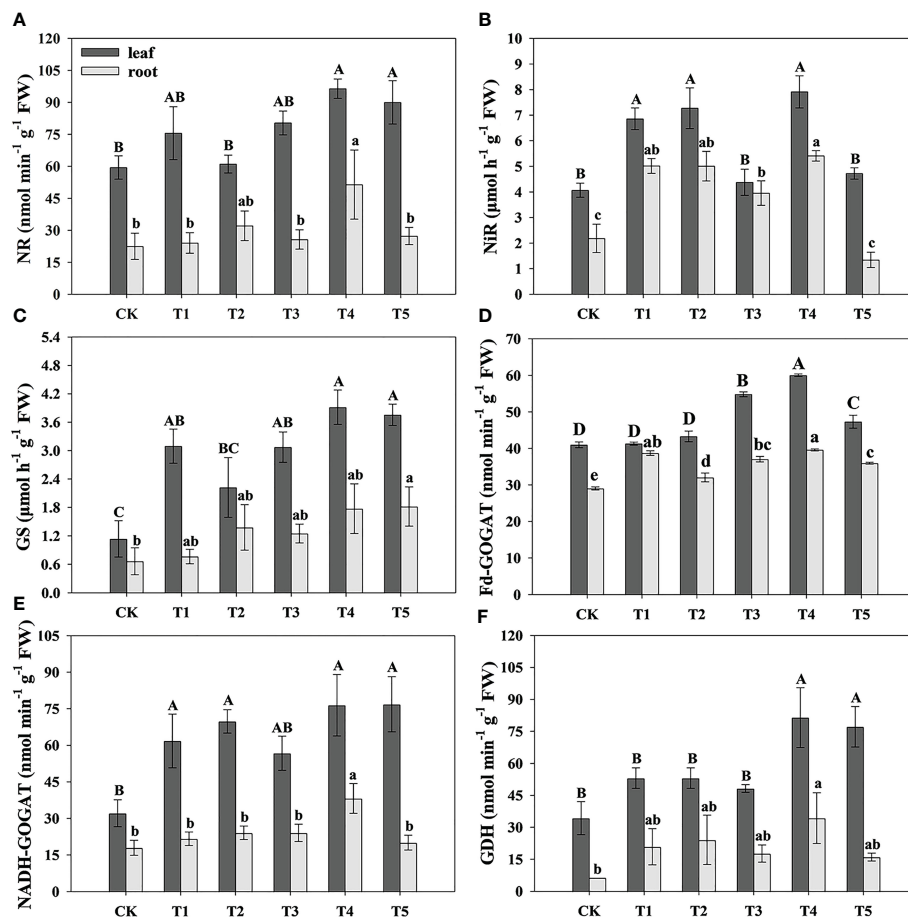 A
120
105
90
75
60
45
30
15
0
NR (nmol min⁻¹ g⁻¹ FW)
leaf
root
B
b
AB
b
B
ab
AB
b
A
a
A
b
CK T1 T2 T3 T4 T5
B
10
9
8
7
6
5
4
3
2
1
0
NiR (μmol h⁻¹ g⁻¹ FW)
B
c
A
ab
A
ab
B
b
A
a
B
c
CK T1 T2 T3 T4 T5
C
5.4
4.8
4.2
3.6
3.0
2.4
1.8
1.2
0.6
0.0
GS (μmol h⁻¹ g⁻¹ FW)
C
b
AB
ab
BC
ab
AB
ab
A
ab
A
a
CK T1 T2 T3 T4 T5
D
70
60
50
40
30
20
10
0
Fd-GOGAT (nmol min⁻¹ g⁻¹ FW)
D
e
D
ab
D
d
B
bc
A
a
C
c
CK T1 T2 T3 T4 T5
E
105
90
75
60
45
30
15
0
NADH-GOGAT (nmol min⁻¹ g⁻¹ FW)
B
b
A
b
A
b
AB
b
A
a
A
b
CK T1 T2 T3 T4 T5
F
120
105
90
75
60
45
30
15
0
GDH (nmol min⁻¹ g⁻¹ FW)
B
b
B
ab
B
ab
B
ab
A
a
A
ab
CK T1 T2 T3 T4 T5